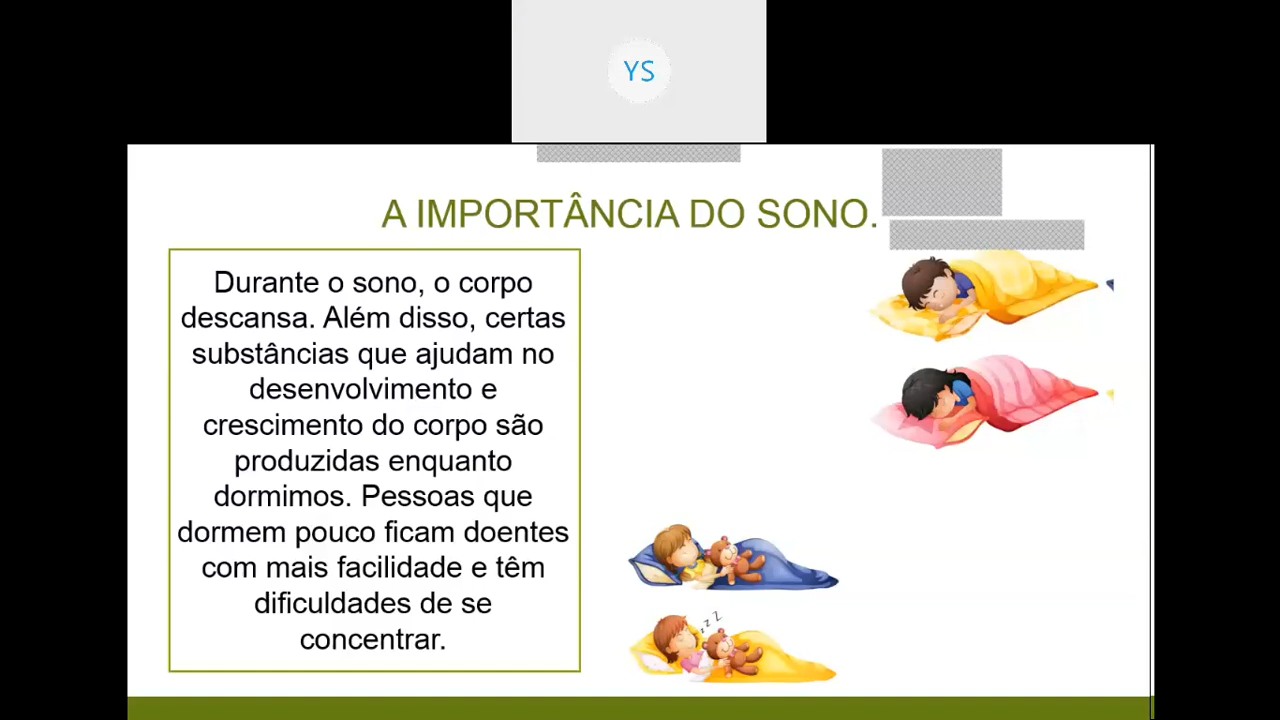 YS
A IMPORTÂNCIA DO SONO.
Durante o sono, o corpo
descansa. Além disso, certas
substâncias que ajudam no
desenvolvimento e
crescimento do corpo são
produzidas enquanto
dormimos. Pessoas que
dormem pouco ficam doentes
com mais facilidade e têm
dificuldades de se
concentrar.
z z Z